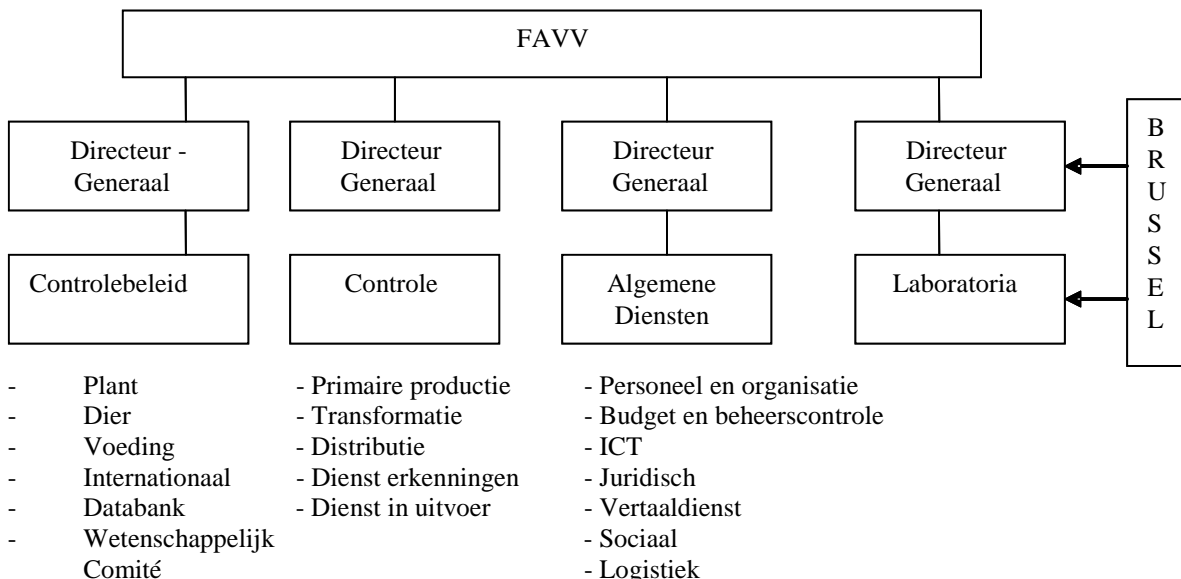 FAVV
Directeur -
Generaal
Directeur
Generaal
Directeur
Generaal
Directeur
Generaal
B
R
U
S
S
E
L
Controlebeleid
Controle
Algemene
Diensten
Laboratoria
- Plant
- Dier
- Voeding
- Internationaal
- Databank
- Wetenschappelijk
Comité
- Primaire productie
- Transformatie
- Distributie
- Dienst erkenningen
- Dienst in uitvoer
- Personeel en organisatie
- Budget en beheerscontrole
- ICT
- Juridisch
- Vertaaldienst
- Sociaal
- Logistiek